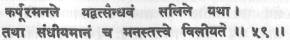 कर्पूरमनले यद्वत्सैन्धवं सलिले यथा।
तथा संधीयमानं च मनस्तत्त्वे विलीयते ॥ ५९ ॥